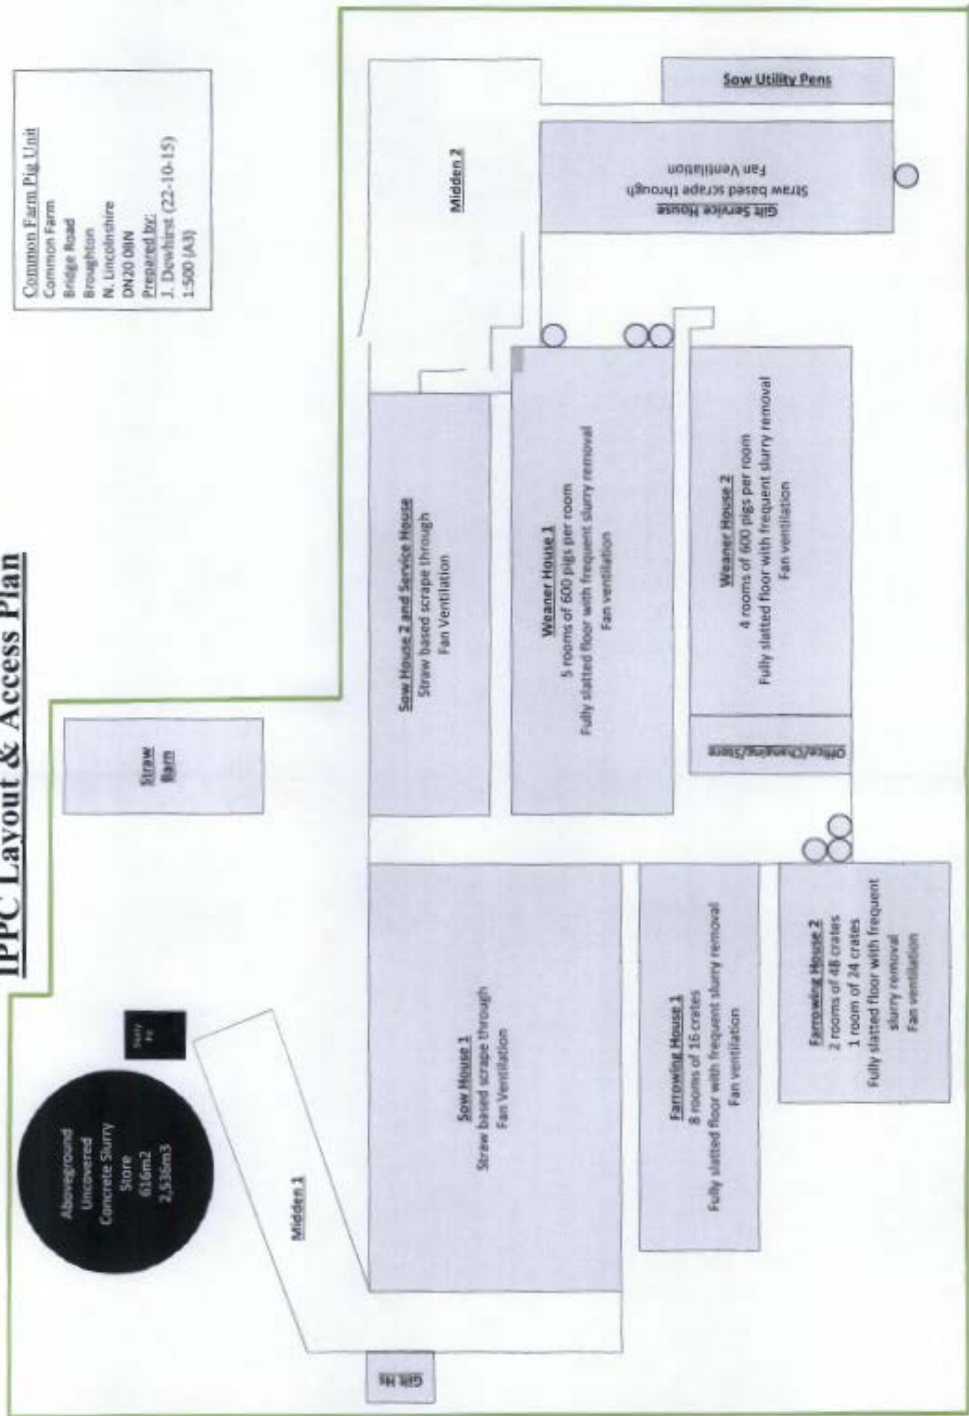 IPPC Layout & Access Plan
Common Farm Pig Unit
Common Farm
Bridge Road
Broughton
N. Lincolnshire
DN20 0BN
Prepared by:
J. Dewhirst (22-10-15)
1:500 (A3)
Aboveground
Uncovered
Concrete Slurry
Store
616m2
2,536m3
Straw
Barn
Midden 1
Midden 2
Gilt Hs
Sow House 1
Straw based scrape through
Fan Ventilation
Sow House 2 and Service House
Straw based scrape through
Fan Ventilation
Farrowing House 1
8 rooms of 16 crates
Fully slatted floor with frequent slurry removal
Fan ventilation
Weaner House 1
5 rooms of 600 pigs per room
Fully slatted floor with frequent slurry removal
Fan ventilation
Farrowing House 2
2 rooms of 48 crates
1 room of 24 crates
Fully slatted floor with frequent
slurry removal
Fan ventilation
Office/Changing/Store
Weaner House 2
4 rooms of 600 pigs per room
Fully slatted floor with frequent slurry removal
Fan ventilation
Gilt Service House
Straw based scrape through
Fan Ventilation
Sow Utility Pens